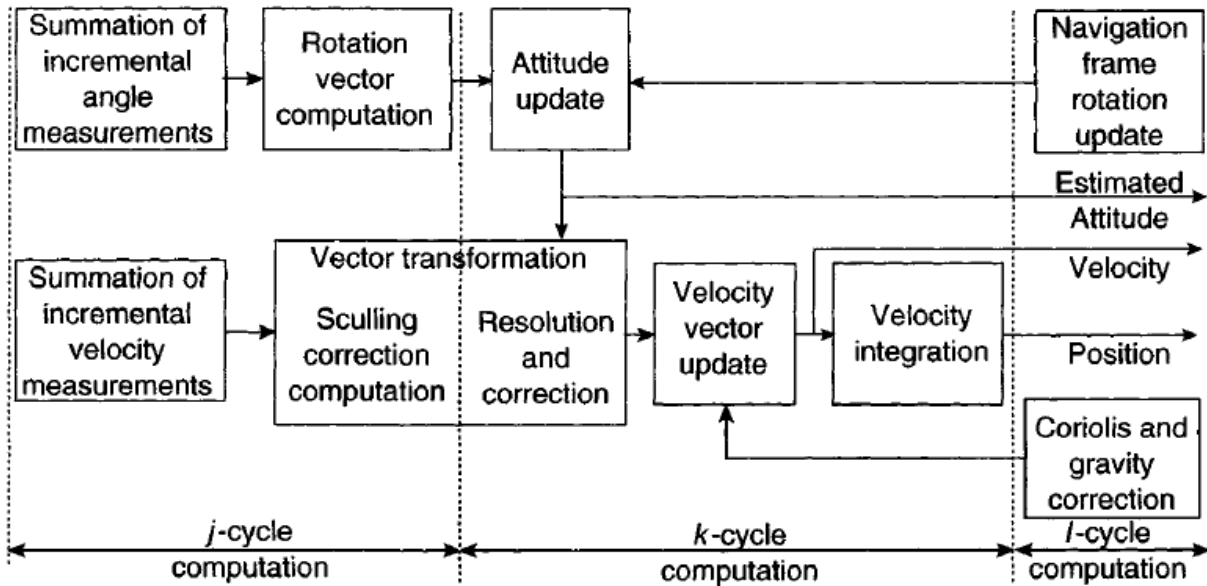 Summation of
incremental
angle
measurements
Rotation
vector
computation
Attitude
update
Navigation
frame
rotation
update
Estimated
Attitude
Velocity
Position
Summation of
incremental
velocity
measurements
Vector transformation
Sculling
correction
computation
Resolution
and
correction
Velocity
vector
update
Velocity
integration
Coriolis and
gravity
correction
j-cycle
computation
k-cycle
computation
l-cycle
computation